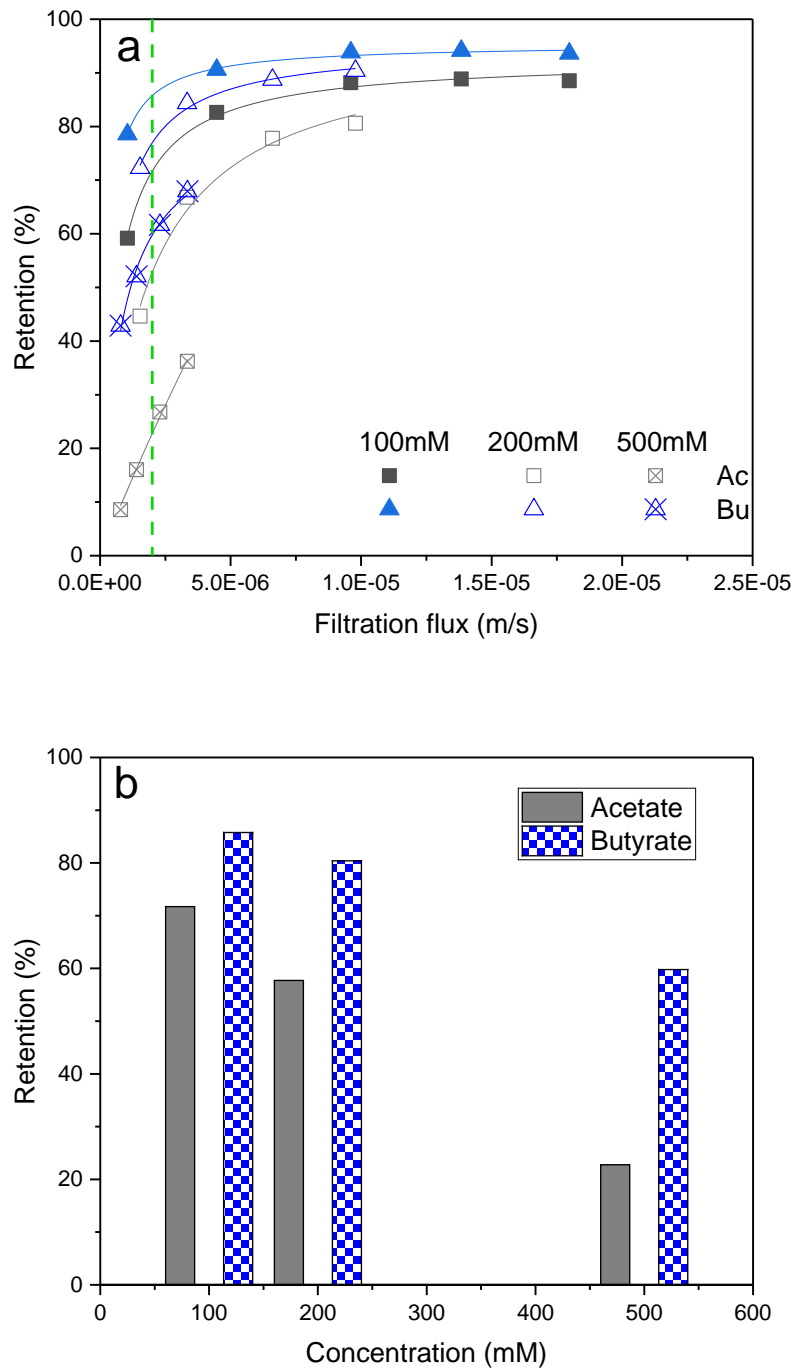 a
100
80
60
40
20
0
Retention (%)
100mM 200mM 500mM
Ac
Bu
0.0E+00 5.0E-06 1.0E-05 1.5E-05 2.0E-05 2.5E-05
Filtration flux (m/s)
b
100
80
60
40
20
0
Retention (%)
Acetate
Butyrate
0 100 200 300 400 500 600
Concentration (mM)